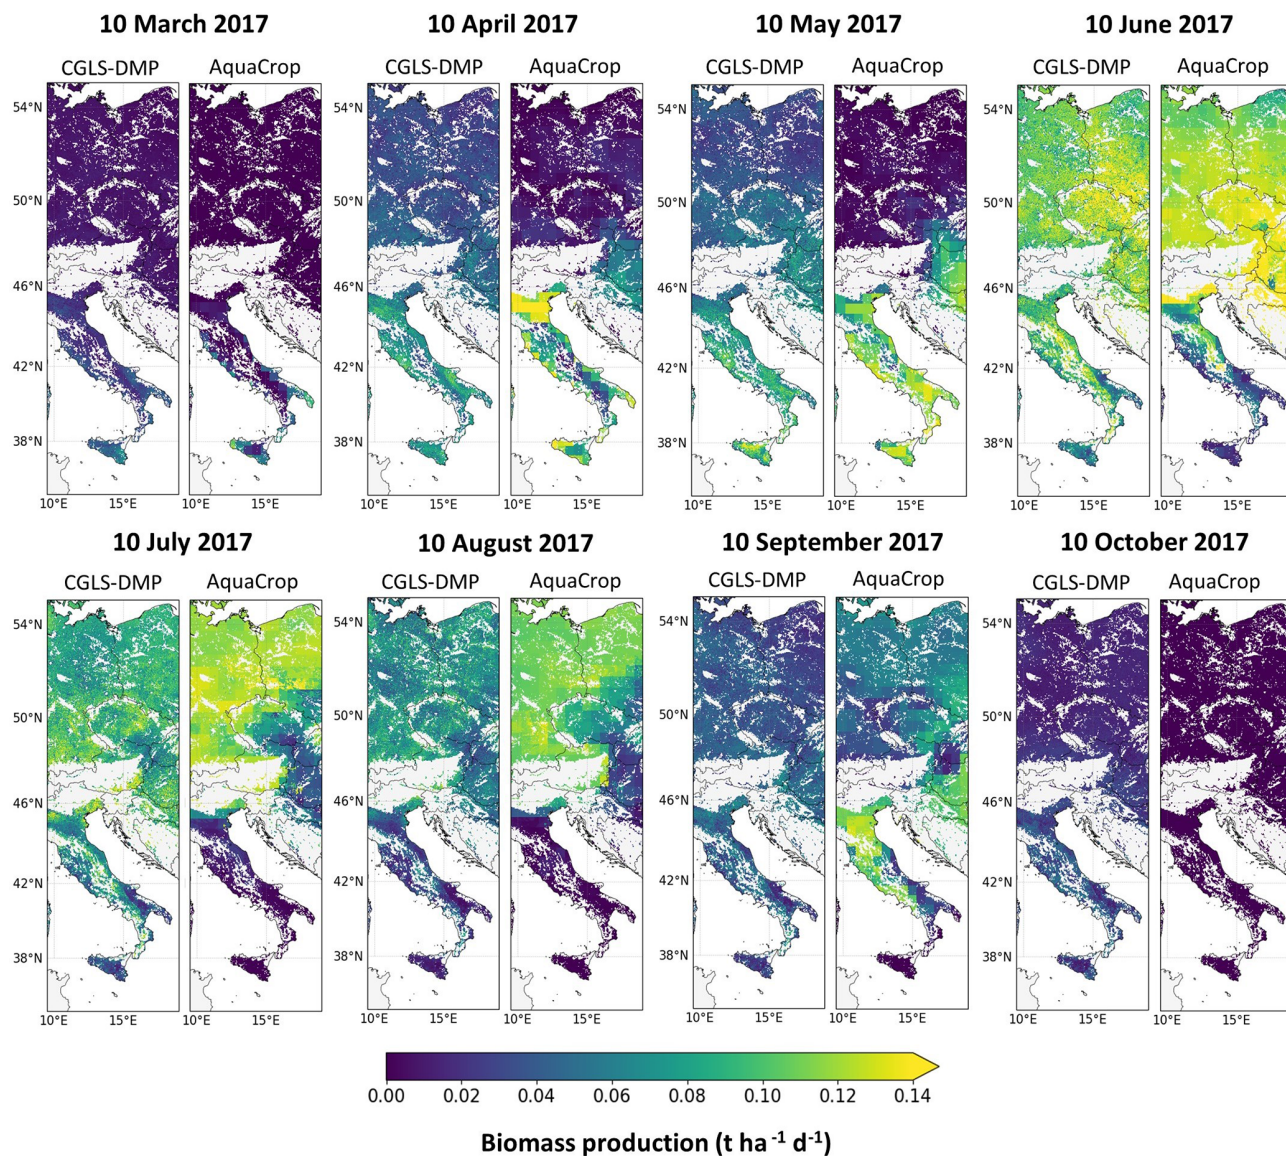 10 March 2017 10 April 2017 10 May 2017 10 June 2017
CGLS-DMP AquaCrop CGLS-DMP AquaCrop CGLS-DMP AquaCrop CGLS-DMP AquaCrop
54°N 54°N 54°N 54°N
50°N 50°N 50°N 50°N
46°N 46°N 46°N 46°N
42°N 42°N 42°N 42°N
38°N 38°N 38°N 38°N
10°E 15°E 10°E 15°E 10°E 15°E 10°E 15°E 10°E 15°E 10°E 15°E 10°E 15°E 10°E 15°E
10 July 2017 10 August 2017 10 September 2017 10 October 2017
CGLS-DMP AquaCrop CGLS-DMP AquaCrop CGLS-DMP AquaCrop CGLS-DMP AquaCrop
54°N 54°N 54°N 54°N
50°N 50°N 50°N 50°N
46°N 46°N 46°N 46°N
42°N 42°N 42°N 42°N
38°N 38°N 38°N 38°N
10°E 15°E 10°E 15°E 10°E 15°E 10°E 15°E 10°E 15°E 10°E 15°E 10°E 15°E 10°E 15°E
0.00 0.02 0.04 0.06 0.08 0.10 0.12 0.14
Biomass production (t ha⁻¹ d⁻¹)